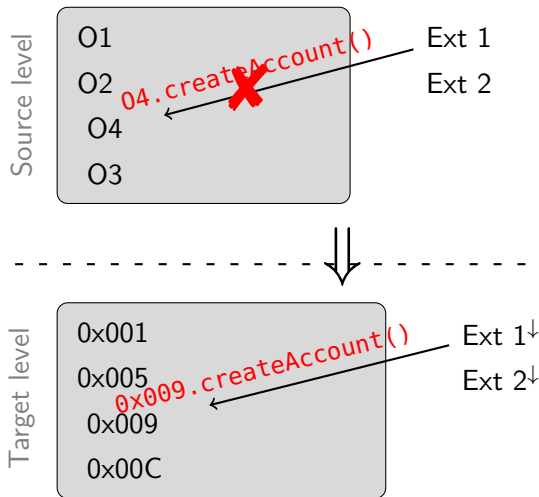 Source level
O1
O2
O4
O3
O4.createAccount()
Ext 1
Ext 2
Target level
0x001
0x005
0x009
0x00C
0x009.createAccount()
Ext 1↓
Ext 2↓